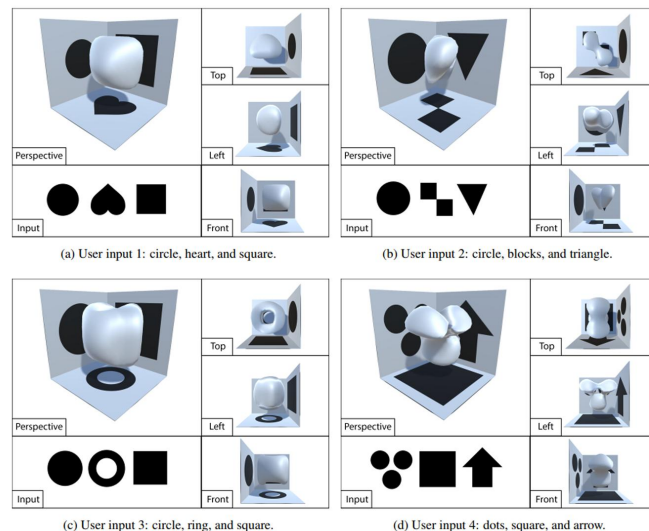 Perspective
Top
Left
Input
Front
(a) User input 1: circle, heart, and square.
Perspective
Top
Left
Input
Front
(b) User input 2: circle, blocks, and triangle.
Perspective
Top
Left
Input
Front
(c) User input 3: circle, ring, and square.
Perspective
Top
Left
Input
Front
(d) User input 4: dots, square, and arrow.